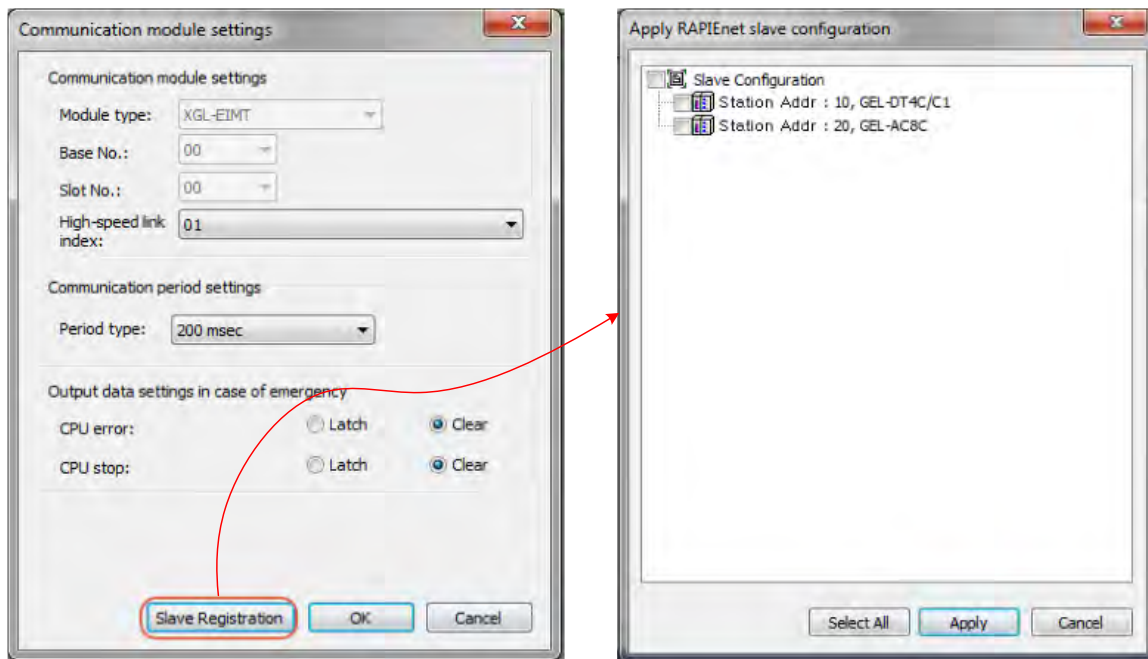 Communication module settings
Communication module settings
Module type: XGL-EIMT
Base No.: 00
Slot No.: 00
High-speed link
index: 01
Communication period settings
Period type: 200 msec
Output data settings in case of emergency
CPU error: Latch Clear
CPU stop: Latch Clear
Slave Registration OK Cancel
Apply RAPIEnet slave configuration
Slave Configuration
Station Addr : 10, GEL-DT4C/C1
Station Addr : 20, GEL-AC8C
Select All Apply Cancel